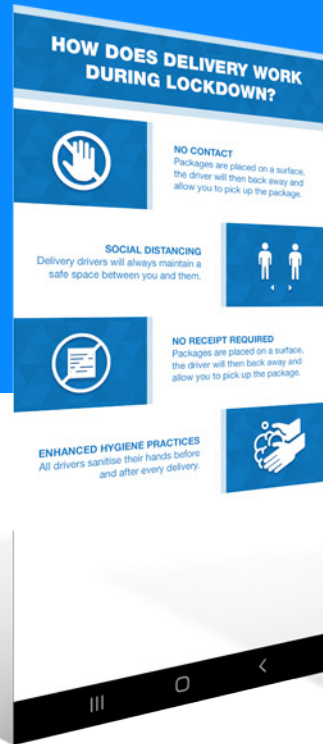 HOW DOES DELIVERY WORK
DURING LOCKDOWN?
NO CONTACT
Packages are placed on a surface,
the driver will then back away and
allow you to pick up the package.
SOCIAL DISTANCING
Delivery drivers will always maintain a
safe space between you and them.
NO RECEIPT REQUIRED
Packages are placed on a surface,
the driver will then back away and
allow you to pick up the package.
ENHANCED HYGIENE PRACTICES
All drivers sanitise their hands before
and after every delivery.